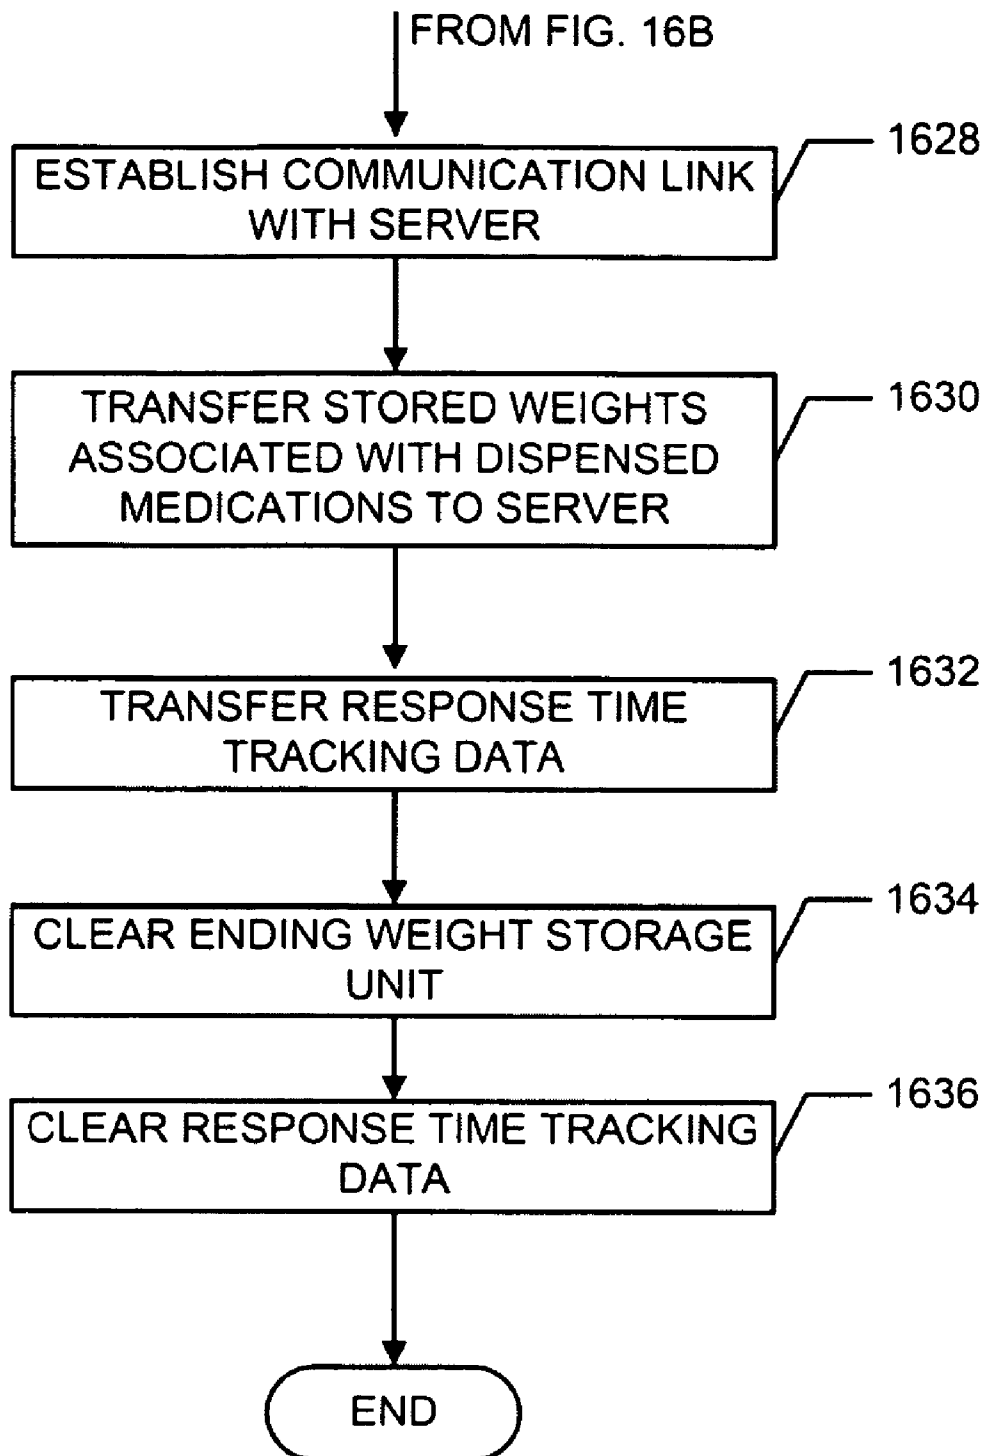 FROM FIG. 16B
1628
ESTABLISH COMMUNICATION LINK
WITH SERVER
1630
TRANSFER STORED WEIGHTS
ASSOCIATED WITH DISPENSED
MEDICATIONS TO SERVER
1632
TRANSFER RESPONSE TIME
TRACKING DATA
1634
CLEAR ENDING WEIGHT STORAGE
UNIT
1636
CLEAR RESPONSE TIME TRACKING
DATA
END